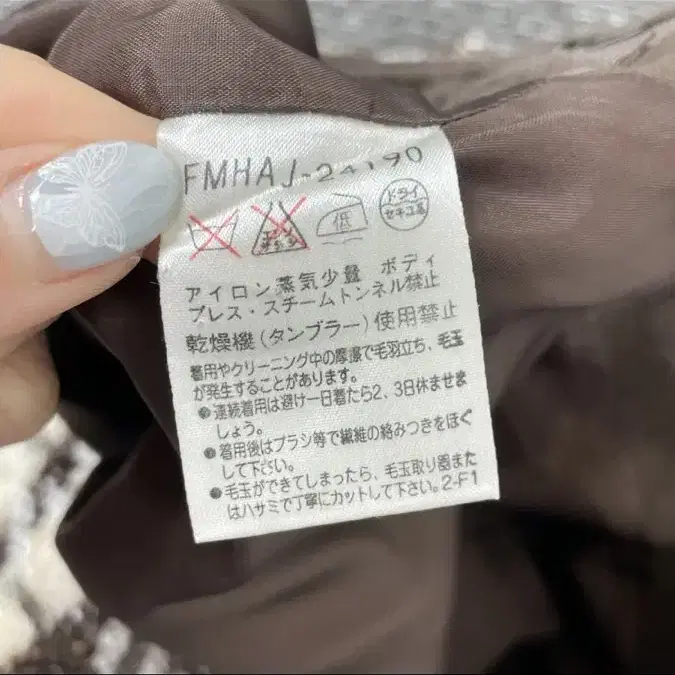 FMHAJ-24190
エンソ
サラシ
低
ドライ
セキユ系
アイロン蒸気少量 ボディ
プレス・スチームトンネル禁止
乾燥機(タンブラー)使用禁止
着用やクリーニング中の摩擦で毛羽立ち、毛玉
が発生することがあります。
●連続着用は避け一日着たら2、3日休ませま
しょう。
●着用後はブラシ等で繊維の絡みつきをほぐ
して下さい。
●毛玉ができてしまったら、毛玉取り器また
はハサミで丁寧にカットして下さい。2-F1